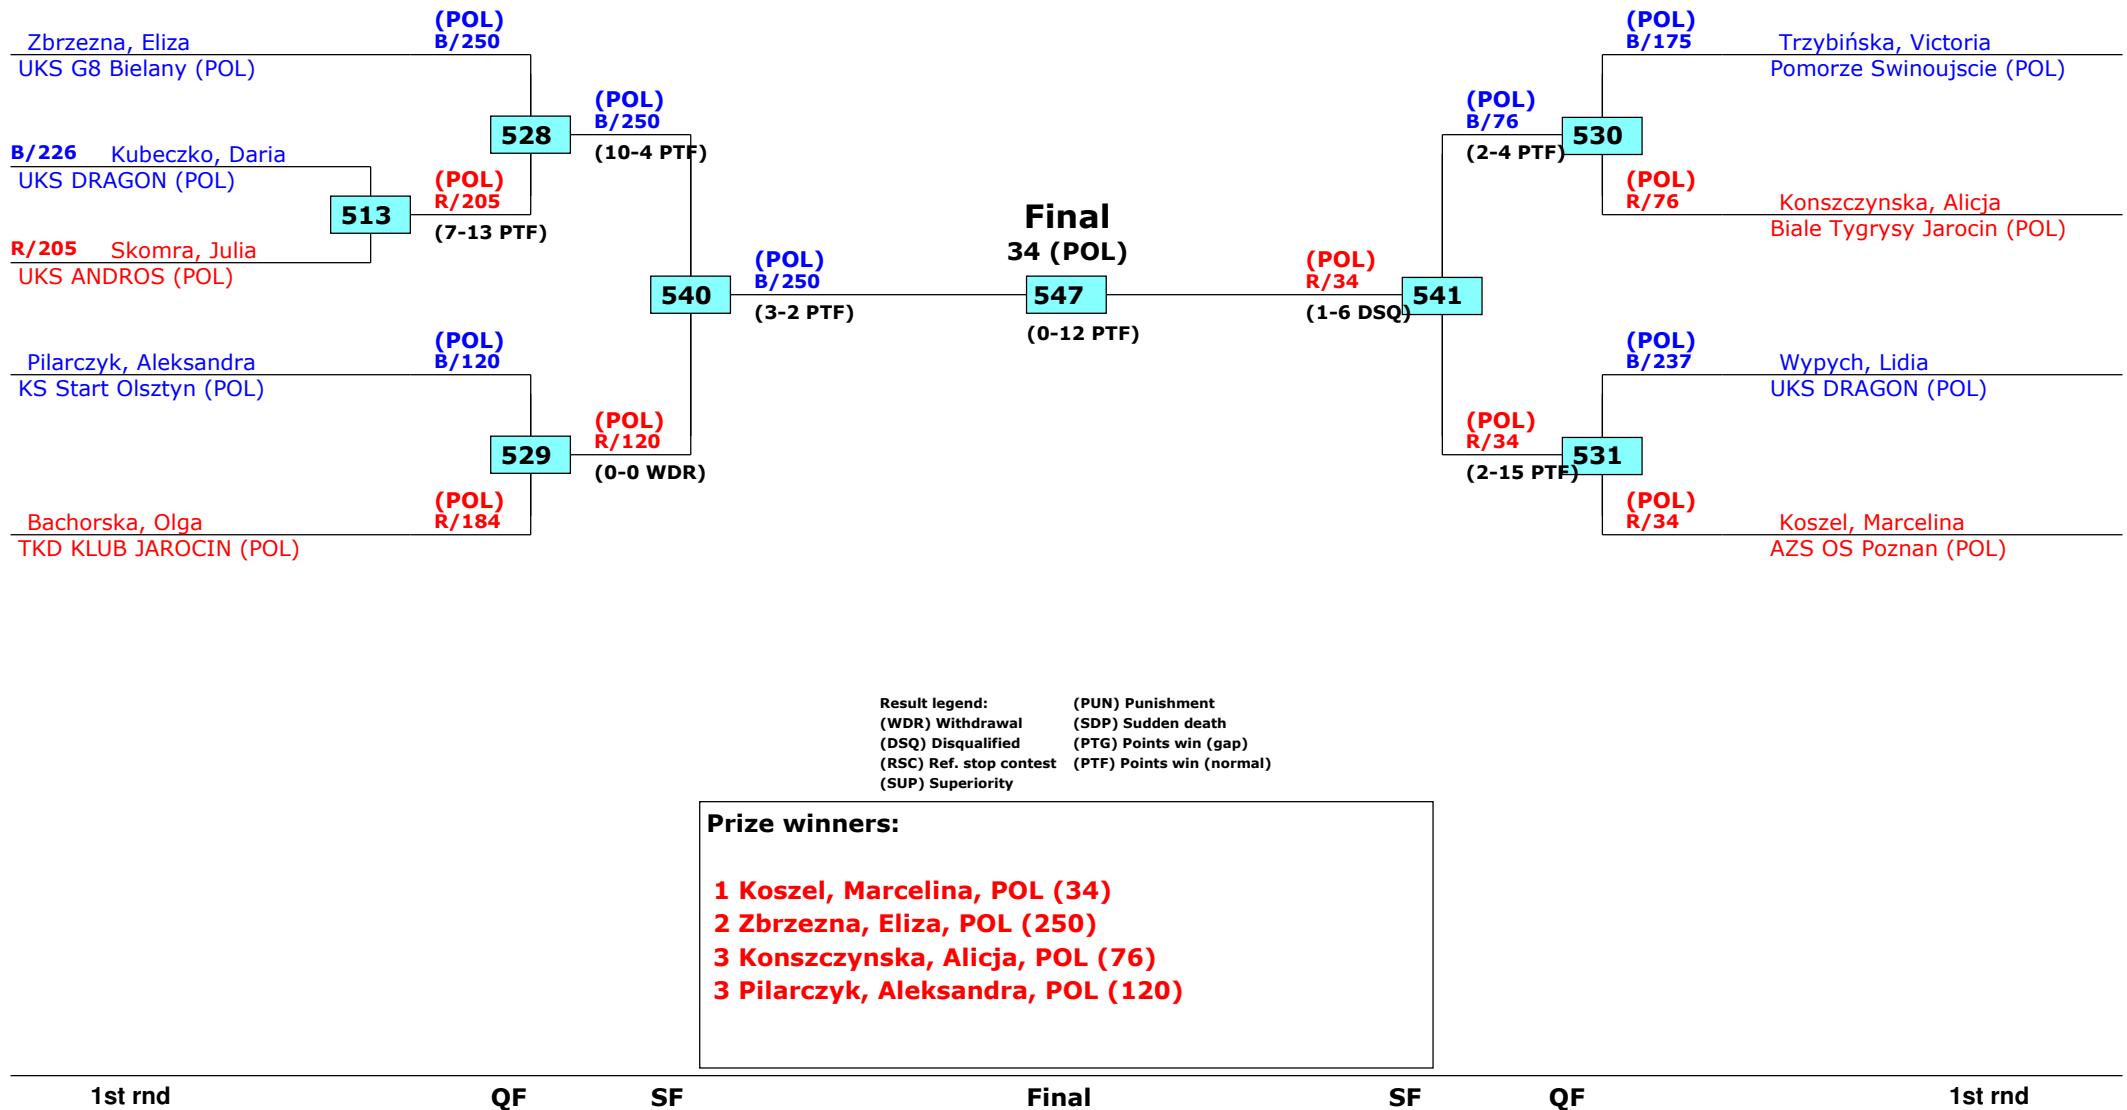 (POL)
B/250
Zbrzezna, Eliza
UKS G8 Bielany (POL)
528
(POL)
B/250
(10-4 PTF)
B/226 Kubeczko, Daria
UKS DRAGON (POL)
513
(POL)
R/205
(7-13 PTF)
R/205 Skomra, Julia
UKS ANDROS (POL)
540
(POL)
B/250
(3-2 PTF)
Pilarczyk, Aleksandra
KS Start Olsztyn (POL)
(POL)
B/120
529
(POL)
R/120
(0-0 WDR)
Bachorska, Olga
TKD KLUB JAROCIN (POL)
(POL)
R/184
Final
34 (POL)
547
(0-12 PTF)
(POL)
R/34
(1-6 DSQ)
541
(POL)
B/76
(2-4 PTF)
530
(POL)
B/175
Trzybińska, Victoria
Pomorze Swinoujscie (POL)
(POL)
R/76
Konszczynska, Alicja
Biale Tygrysy Jarocin (POL)
(POL)
R/34
(2-15 PTF)
531
(POL)
B/237
Wypych, Lidia
UKS DRAGON (POL)
(POL)
R/34
Koszel, Marcelina
AZS OS Poznan (POL)
Result legend:
(WDR) Withdrawal
(DSQ) Disqualified
(RSC) Ref. stop contest
(SUP) Superiority
(PUN) Punishment
(SDP) Sudden death
(PTG) Points win (gap)
(PTF) Points win (normal)
Prize winners:
1 Koszel, Marcelina, POL (34)
2 Zbrzezna, Eliza, POL (250)
3 Konszczynska, Alicja, POL (76)
3 Pilarczyk, Aleksandra, POL (120)
1st rnd QF SF Final SF QF 1st rnd